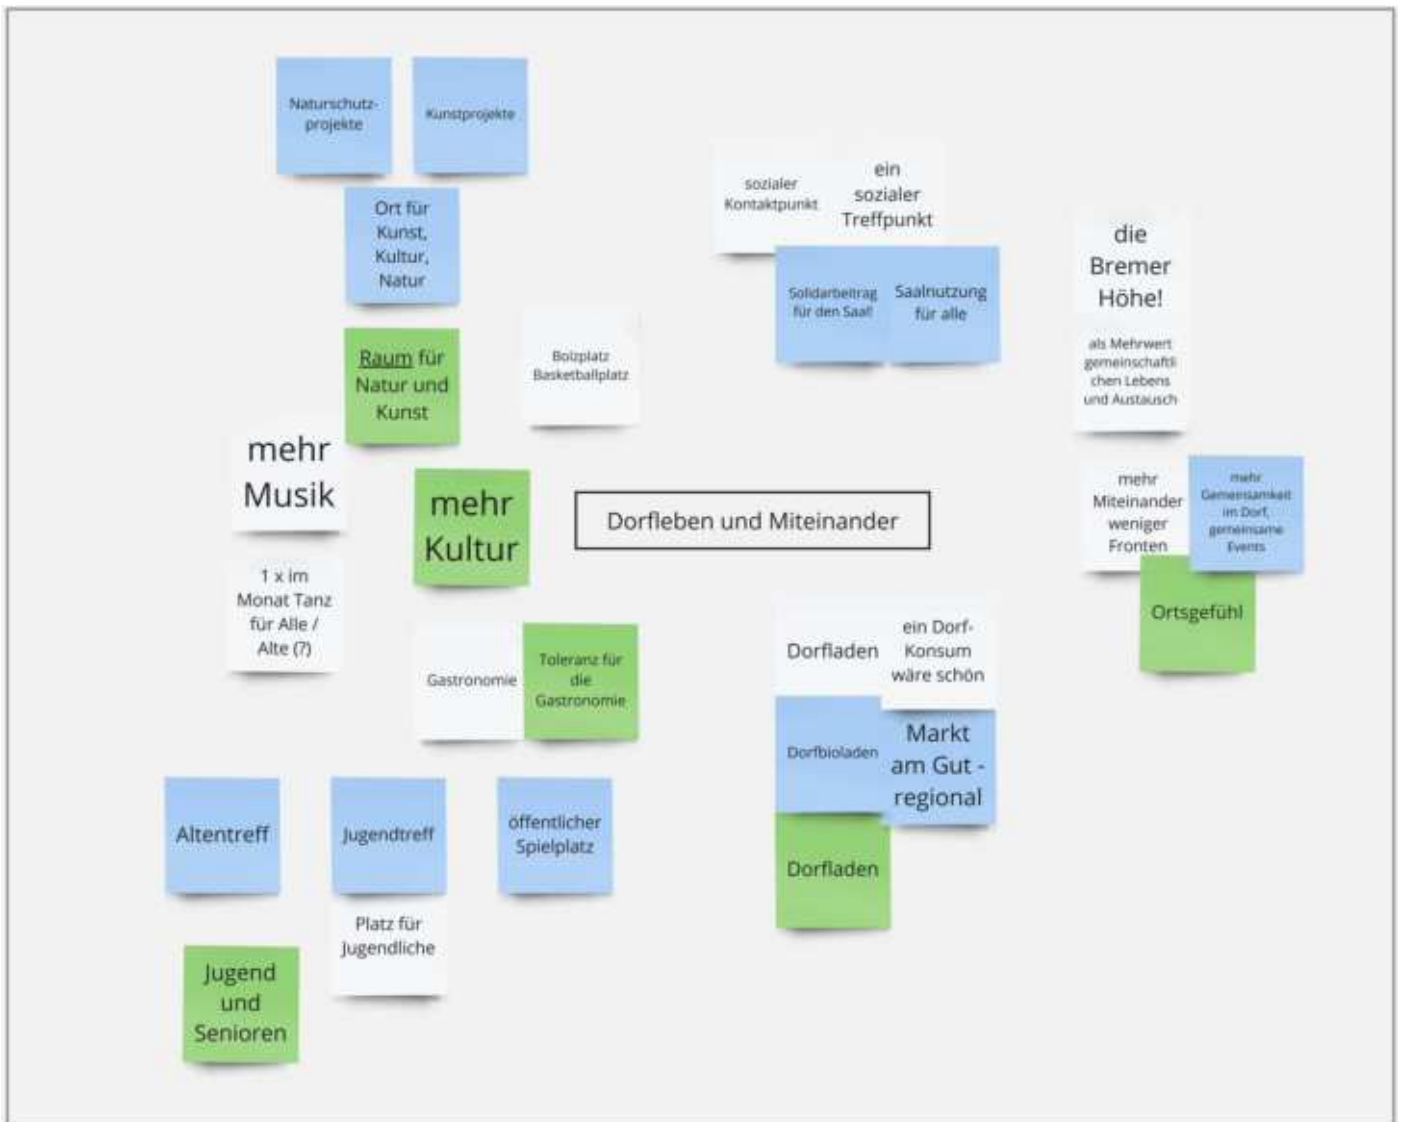 Naturschutz-
projekte
Kunstprojekte
Ort für
Kunst,
Kultur,
Natur
Raum für
Natur und
Kunst
Bolzplatz
Basketballplatz
sozialer
Kontaktpunkt
ein
sozialer
Treffpunkt
Solidarbeitrag
für den Saal!
Saalnutzung
für alle
die
Bremer
Höhe!
als Mehrwert
gemeinschaftli
chen Lebens
und Austausch
mehr
Musik
mehr
Kultur
Dorfleben und Miteinander
mehr
Miteinander
weniger
Fronten
mehr
Gemeinsamkeit
im Dorf,
gemeinsame
Events
Ortsgefühl
1 x im
Monat Tanz
für Alle /
Alte (?)
Gastronomie
Toleranz für
die
Gastronomie
Dorfladen
ein Dorf-
Konsum
wäre schön
Dorfbioladen
Markt
am Gut -
regional
Dorfladen
Altentreff
Jugendtreff
öffentlicher
Spielplatz
Platz für
Jugendliche
Jugend
und
Senioren